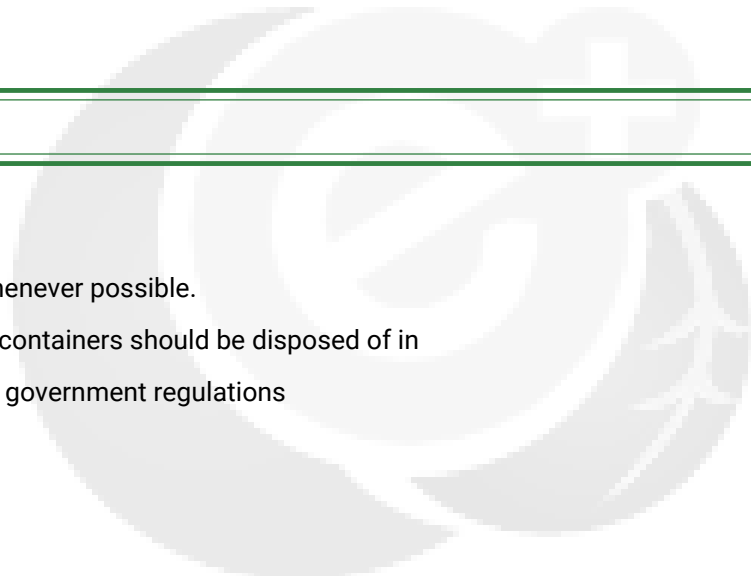 henever possible.
containers should be disposed of in
government regulations